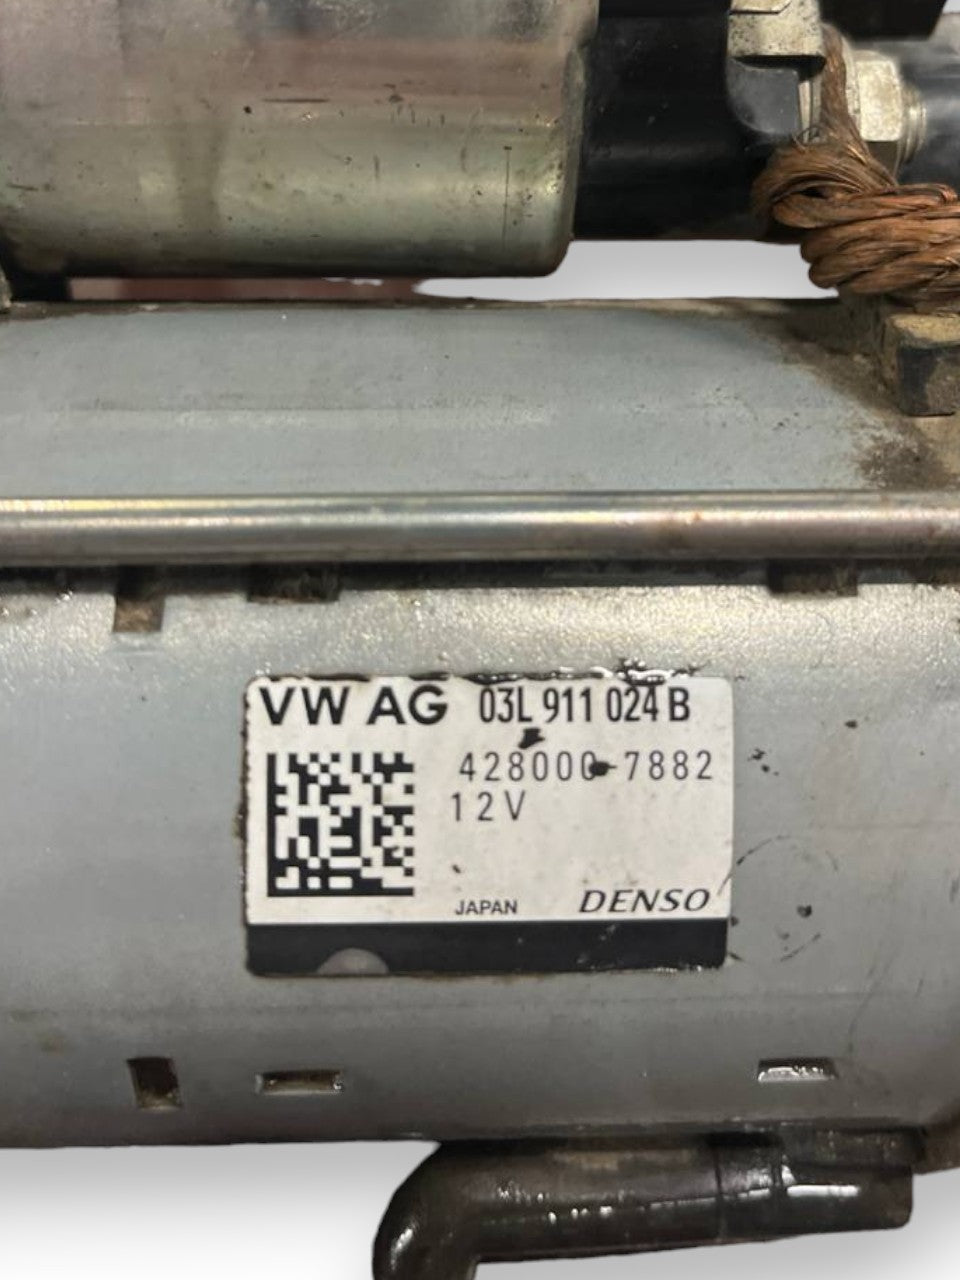 VW AG 03L 911 024 B
428000-7882
12V
JAPAN DENSO